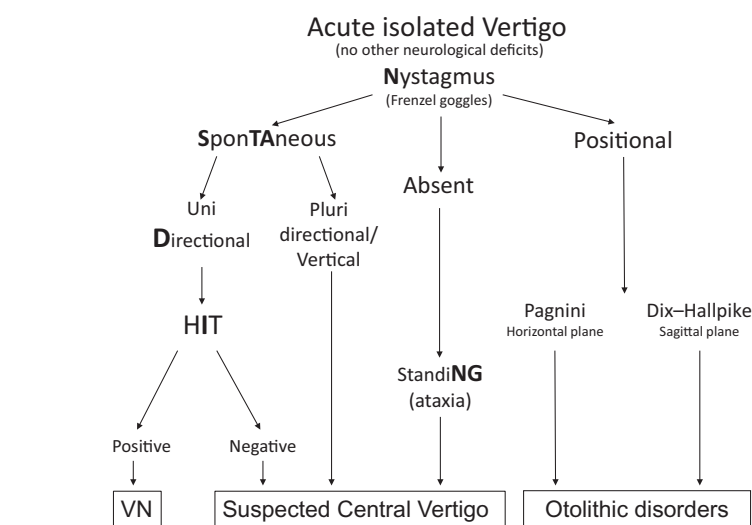 Acute isolated Vertigo
(no other neurological deficits)
Nystagmus
(Frenzel goggles)
SponTAneous
Positional
Absent
Uni
Directional
Pluri
directional/
Vertical
HIT
Pagnini
Horizontal plane
Dix–Hallpike
Sagittal plane
StandiNG
(ataxia)
Positive
Negative
VN
Suspected Central Vertigo
Otolithic disorders